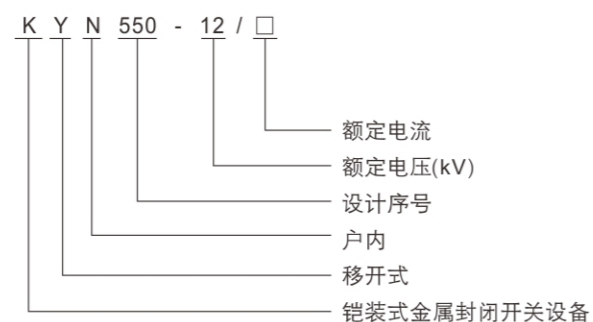 K Y N 550 - 12 / □
额定电流
额定电压(kV)
设计序号
户内
移开式
铠装式金属封闭开关设备